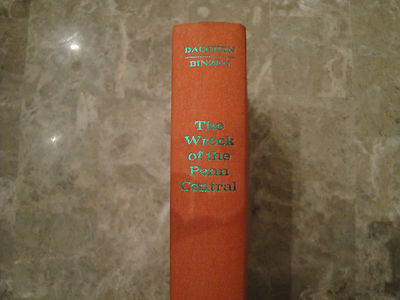 DAUGHEN
BINZEN
The
Wreck
of the
Penn
Central